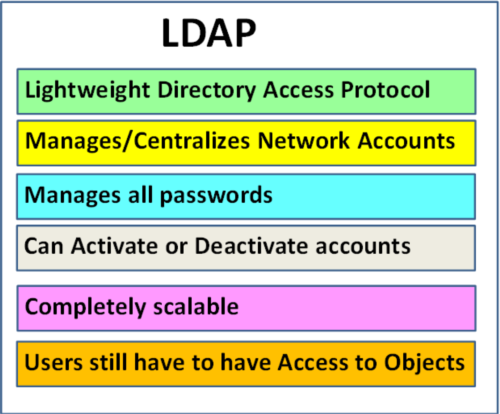 LDAP
Lightweight Directory Access Protocol
Manages/Centralizes Network Accounts
Manages all passwords
Can Activate or Deactivate accounts
Completely scalable
Users still have to have Access to Objects